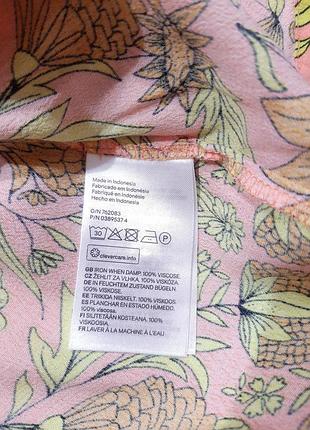 Made in Indonesia
Fabriqué en Indonésie
Fabricado em Indonésia
Hecho en Indonesia
O/N 762083
P/N 03895374
30 P
clevercare.info
GB IRON WHEN DAMP. 100% VISCOSE.
CZ ŽEHLIT ZA VLHKA. 100% VISKÓZA.
DE IN FEUCHTEM ZUSTAND BÜGELN
100% VISKOSE.
EE TRIIKIDA NIISKELT. 100% VISKOOS.
ES PLANCHAR EN ESTADO HÚMEDO.
100% viscosa.
FI SILITETÄÄN KOSTEANA. 100%
VISKOOSIA.
FR LAVER À LA MACHINE À L'EAU